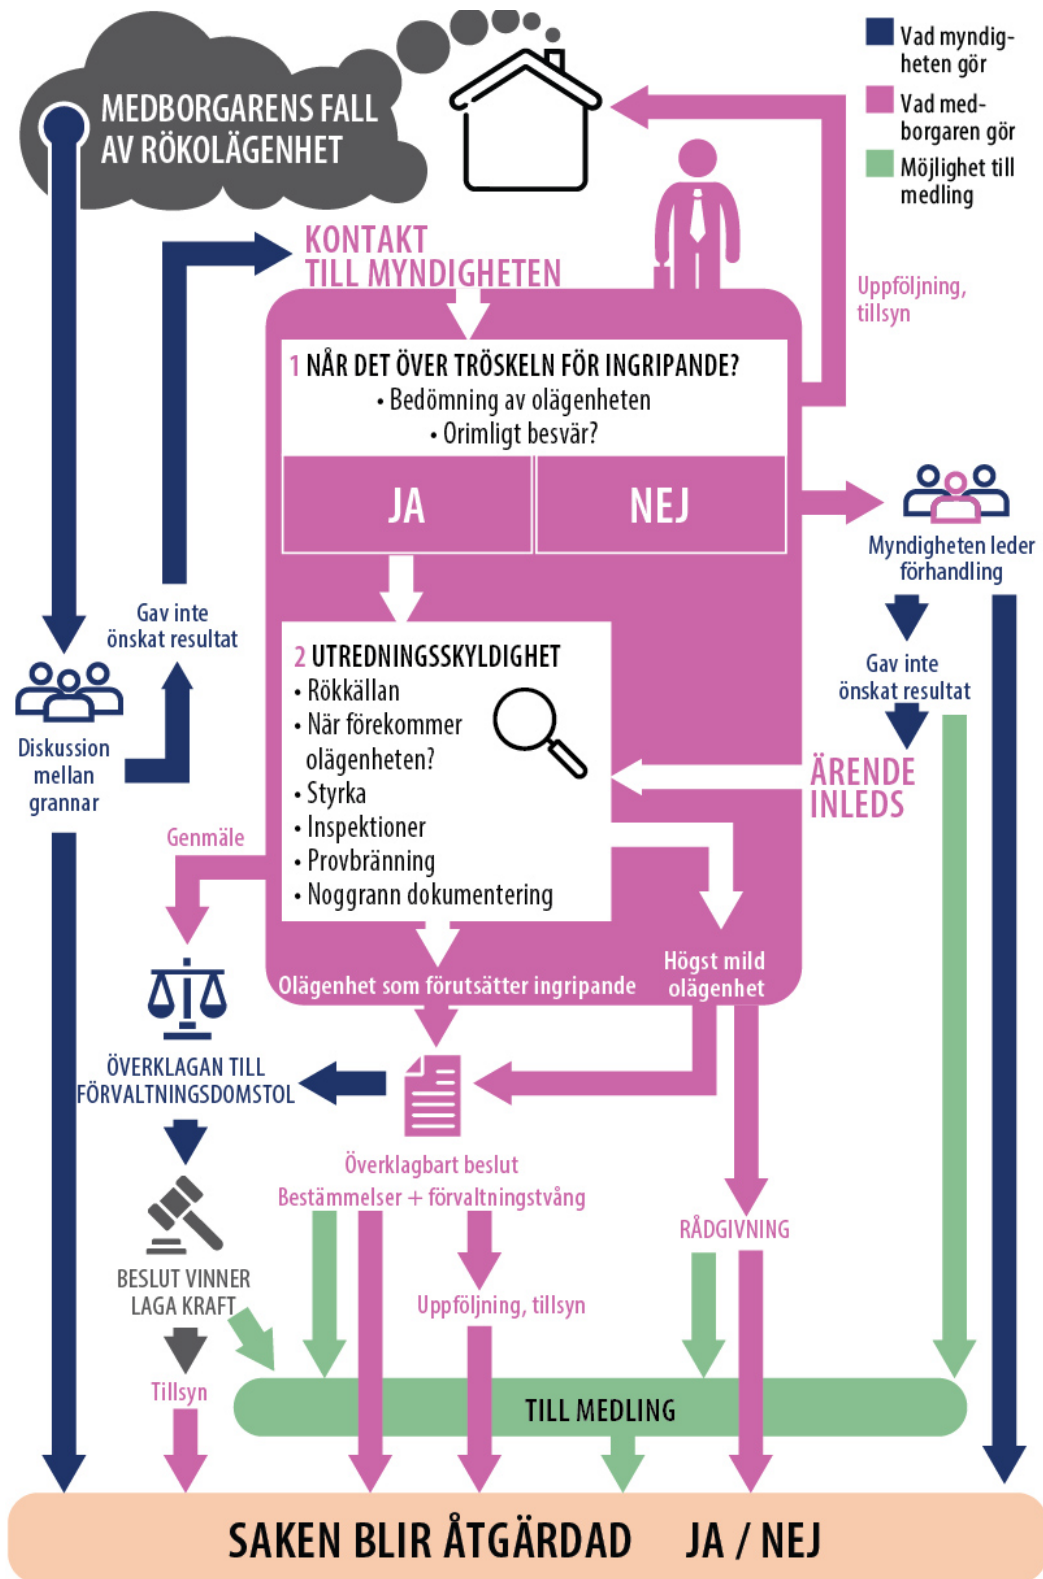 MEDBORGARENS FALL
AV RÖKOLÄGENHET
Vad myndig-
heten gör
Vad med-
borgaren gör
Möjlighet till
medling
KONTAKT
TILL MYNDIGHETEN
Uppföljning,
tillsyn
1 NÅR DET ÖVER TRÖSKELN FÖR INGRIPANDE?
• Bedömning av olägenheten
• Orimligt besvär?
JA
NEJ
Myndigheten leder
förhandling
Gav inte
önskat resultat
Gav inte
önskat resultat
2 UTREDNINGSSKYLDIGHET
• Rökkällan
• När förekommer
olägenheten?
• Styrka
• Inspektioner
• Provbränning
• Noggrann dokumentering
Diskussion
mellan
grannar
ÄRENDE
INLEDS
Genmäle
Olägenhet som förutsätter ingripande
Högst mild
olägenhet
ÖVERKLAGAN TILL
FÖRVALTNINGSDOMSTOL
Överklagbart beslut
Bestämmelser + förvaltningstvång
RÅDGIVNING
BESLUT VINNER
LAGA KRAFT
Uppföljning, tillsyn
Tillsyn
TILL MEDLING
SAKEN BLIR ÅTGÄRDAD JA / NEJ